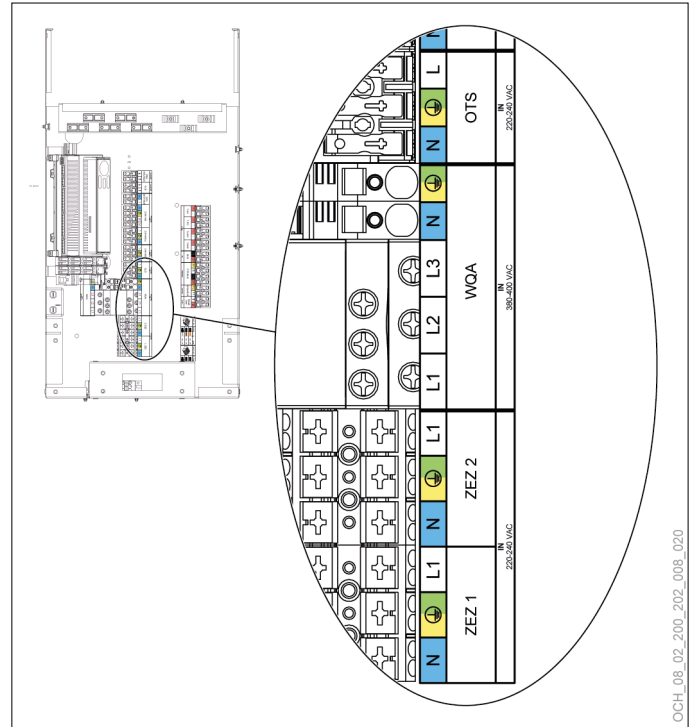 N
L
⏚
N
OTS
IN
220-240 VAC
⏚
N
L3
L2
L1
WQA
IN
380-400 VAC
L1
⏚
N
ZEZ 2
L1
⏚
N
ZEZ 1
IN
220-240 VAC
OCH_08_02_200_202_008_020